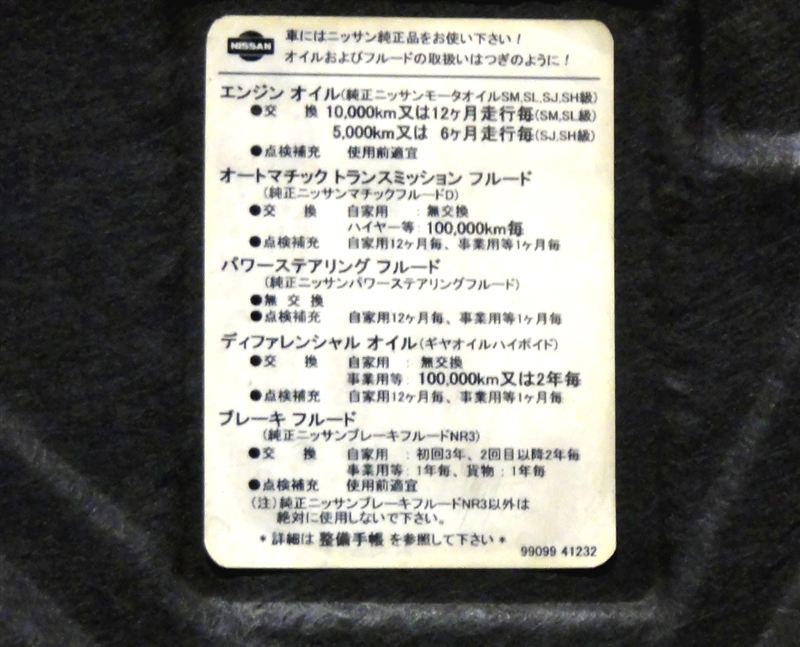 NISSAN
車にはニッサン純正品をお使い下さい!
オイルおよびフルードの取扱いはつぎのように!
エンジン オイル(純正ニッサンモータオイルSM,SL,SJ,SH級)
●交 換 10,000km又は12ヶ月走行毎(SM,SL級)
5,000km又は 6ヶ月走行毎(SJ,SH級)
●点検補充 使用前適宜
オートマチック トランスミッション フルード
(純正ニッサンマチックフルードD)
●交 換 自家用 :無交換
ハイヤー等:100,000km毎
●点検補充 自家用12ヶ月毎、事業用等1ヶ月毎
パワーステアリング フルード
(純正ニッサンパワーステアリングフルード)
●無 交 換
●点検補充 自家用12ヶ月毎、事業用等1ヶ月毎
ディファレンシャル オイル(ギヤオイルハイポイド)
●交 換 自家用 :無交換
事業用等:100,000km又は2年毎
●点検補充 自家用12ヶ月毎、事業用等1ヶ月毎
ブレーキ フルード
(純正ニッサンブレーキフルードNR3)
●交 換 自家用 :初回3年、2回目以降2年毎
事業用等:1年毎、貨物:1年毎
●点検補充 使用前適宜
(注)純正ニッサンブレーキフルードNR3以外は
絶対に使用しないで下さい。
*詳細は 整備手帳 を参照して下さい*
99099 41232